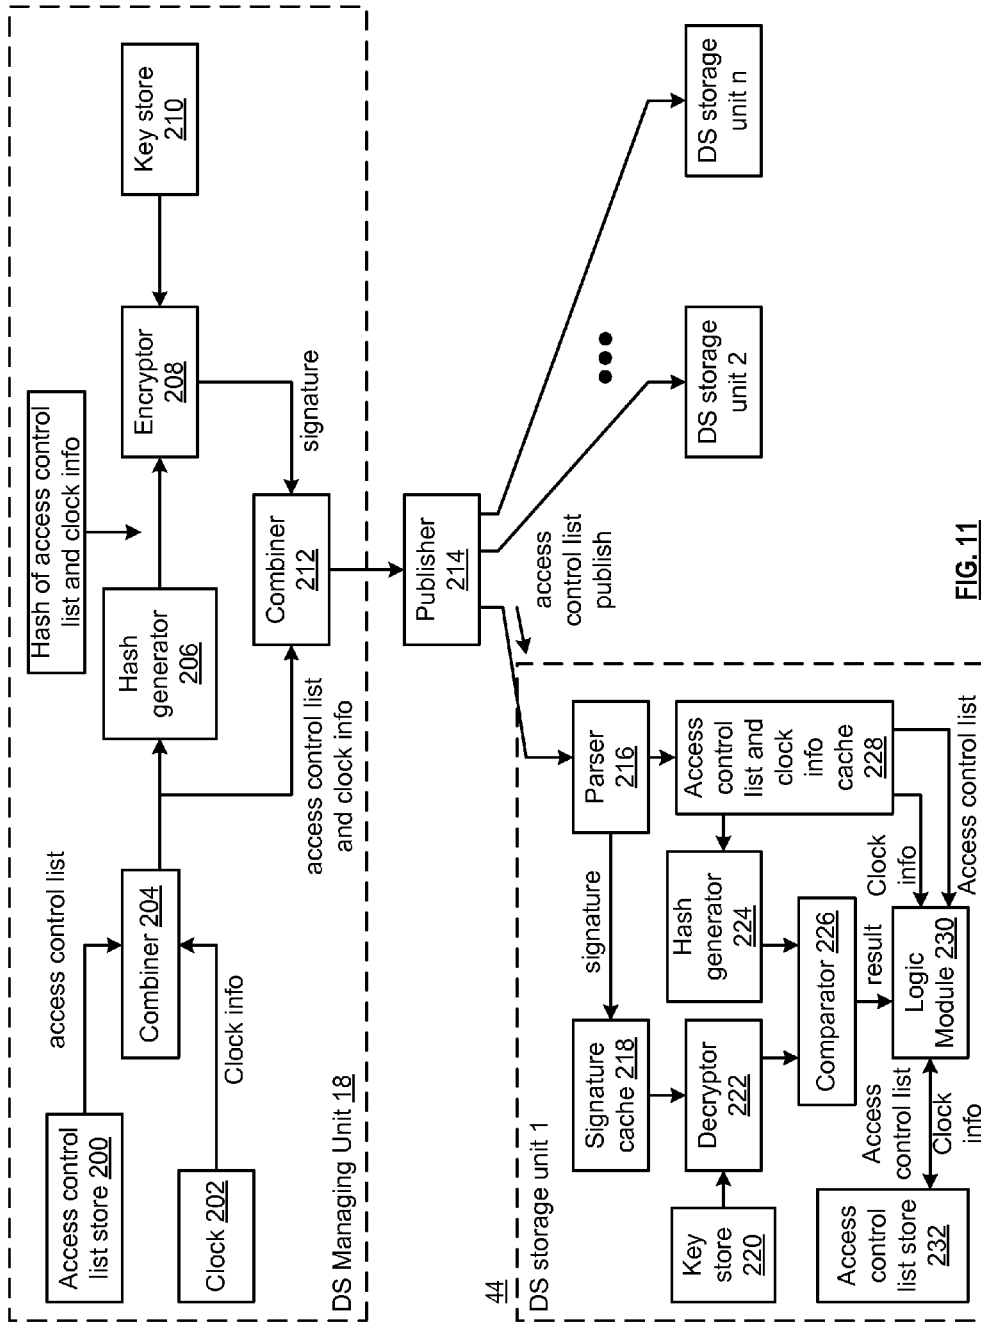 Access control
list store 200
access control list
Clock 202
Clock info
Combiner 204
Hash
generator
206
Hash of access control
list and clock info
Encryptor
208
Key store
210
signature
access control list
and clock info
Combiner
212
DS Managing Unit 18
Publisher
214
access
control list
publish
DS storage
unit 2
DS storage
unit n
44
DS storage unit 1
Parser
216
signature
Signature
cache 218
Access
control
list and
clock
info
cache
228
Key
store
220
Decryptor
222
Hash
generator
224
Comparator 226
result
Clock
info
Access control list
Logic
Module 230
Access
control list
Clock
info
Access
control
list store
232
FIG. 11